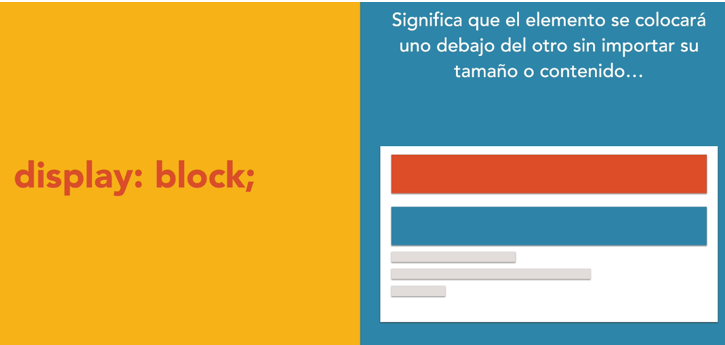 display: block;
Significa que el elemento se colocará
uno debajo del otro sin importar su
tamaño o contenido…